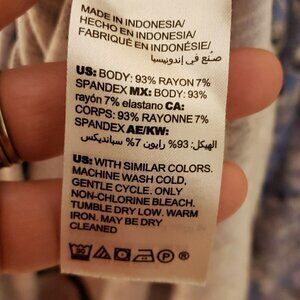 MADE IN INDONESIA/
HECHO EN INDONESIA/
FABRIQUÉ EN INDONÉSIE/
صنع في إندونيسيا
US: BODY: 93% RAYON 7%
SPANDEX MX: BODY: 93%
rayón 7% elastano CA:
CORPS: 93% RAYONNE 7%
SPANDEX AE/KW:
الهيكل: 93% رايون 7% سبانديكس
US: WITH SIMILAR COLORS.
MACHINE WASH COLD,
GENTLE CYCLE. ONLY
NON-CHLORINE BLEACH.
TUMBLE DRY LOW. WARM
IRON. MAY BE DRY
CLEANED